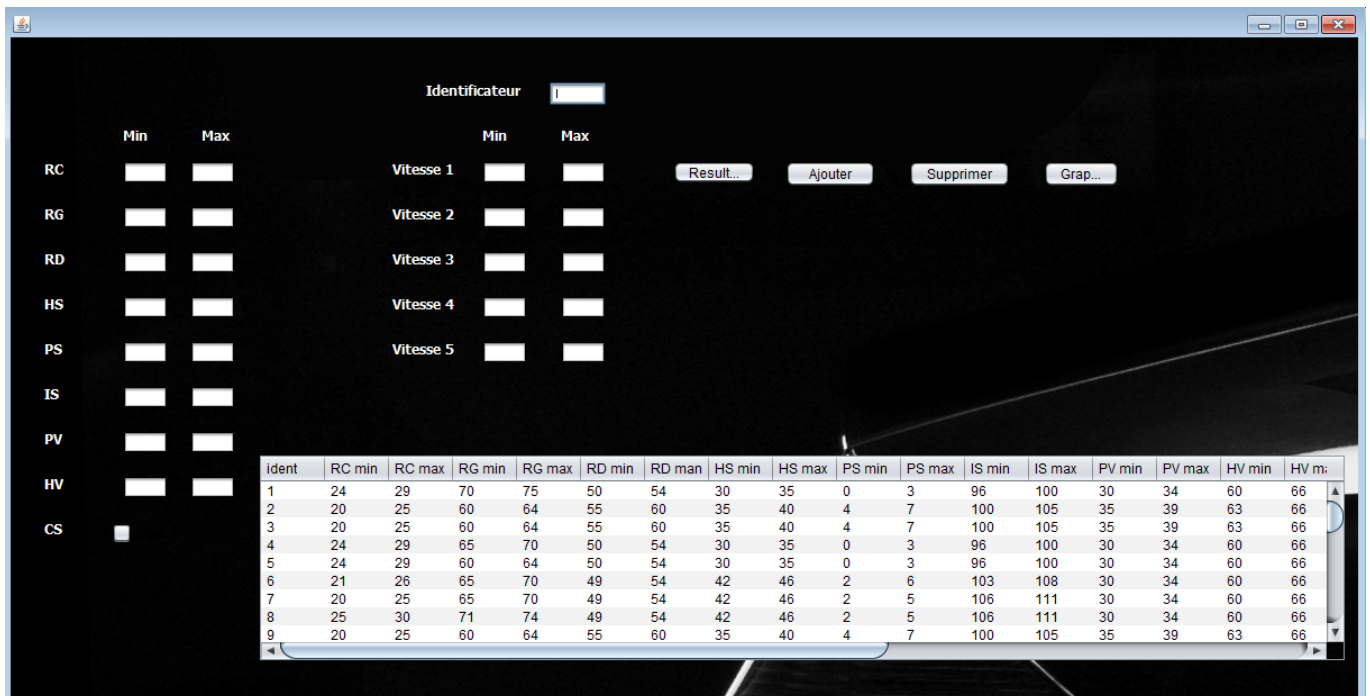 Identificateur
Min Max Min Max
RC Vitesse 1 Result... Ajouter Supprimer Grap...
RG Vitesse 2
RD Vitesse 3
HS Vitesse 4
PS Vitesse 5
IS
PV
HV
CS
ident RC min RC max RG min RG max RD min RD man HS min HS max PS min PS max IS min IS max PV min PV max HV min HV
1 24 29 70 75 50 54 30 35 0 3 96 100 30 34 60 66
2 20 25 60 64 55 60 35 40 4 7 100 105 35 39 63 66
3 20 25 60 64 55 60 35 40 4 7 100 105 35 39 63 66
4 24 29 65 70 50 54 30 35 0 3 96 100 30 34 60 66
5 24 29 60 64 50 54 30 35 0 3 96 100 30 34 60 66
6 21 26 65 70 49 54 42 46 2 6 103 108 30 34 60 66
7 20 25 65 70 49 54 42 46 2 5 106 111 30 34 60 66
8 25 30 71 74 49 54 42 46 2 5 106 111 30 34 60 66
9 20 25 60 64 55 60 35 40 4 7 100 105 35 39 63 66